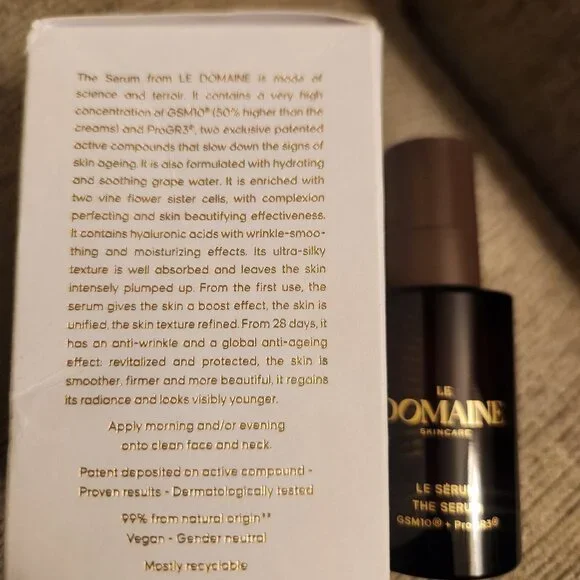 The Serum from LE DOMAINE is made of
science and terroir. It contains a very high
concentration of GSM10® (50% higher than the
creams) and ProGR3®, two exclusive patented
active compounds that slow down the signs of
skin ageing. It is also formulated with hydrating
and soothing grape water. It is enriched with
two vine flower sister cells, with complexion
perfecting and skin beautifying effectiveness.
It contains hyaluronic acids with wrinkle-smoo-
thing and moisturizing effects. Its ultra-silky
texture is well absorbed and leaves the skin
intensely plumped up. From the first use, the
serum gives the skin a boost effect, the skin is
unified, the skin texture refined. From 28 days, it
has an anti-wrinkle and a global anti-ageing
effect: revitalized and protected, the skin is
smoother, firmer and more beautiful, it regains
its radiance and looks visibly younger.
Apply morning and/or evening
onto clean face and neck.
Patent deposited on active compound -
Proven results - Dermatologically tested
99% from natural origin**
Vegan - Gender neutral
Mostly recyclable
LE
DOMAINE
SKINCARE
LE SÉRUM
THE SERUM
GSM10® + ProGR3®